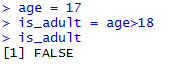 > age = 17
> is_adult = age>18
> is_adult
[1] FALSE